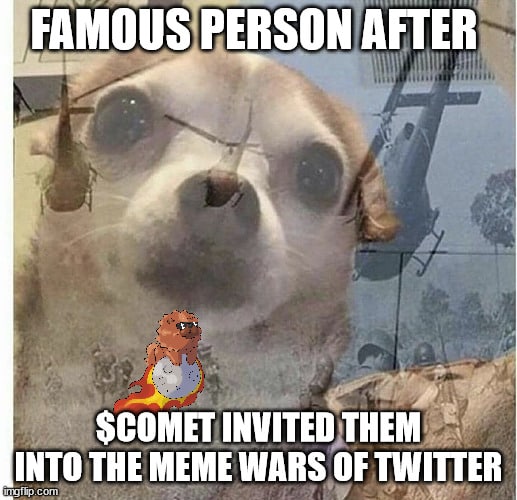 FAMOUS PERSON AFTER
$COMET INVITED THEM
INTO THE MEME WARS OF TWITTER
imgflip.com